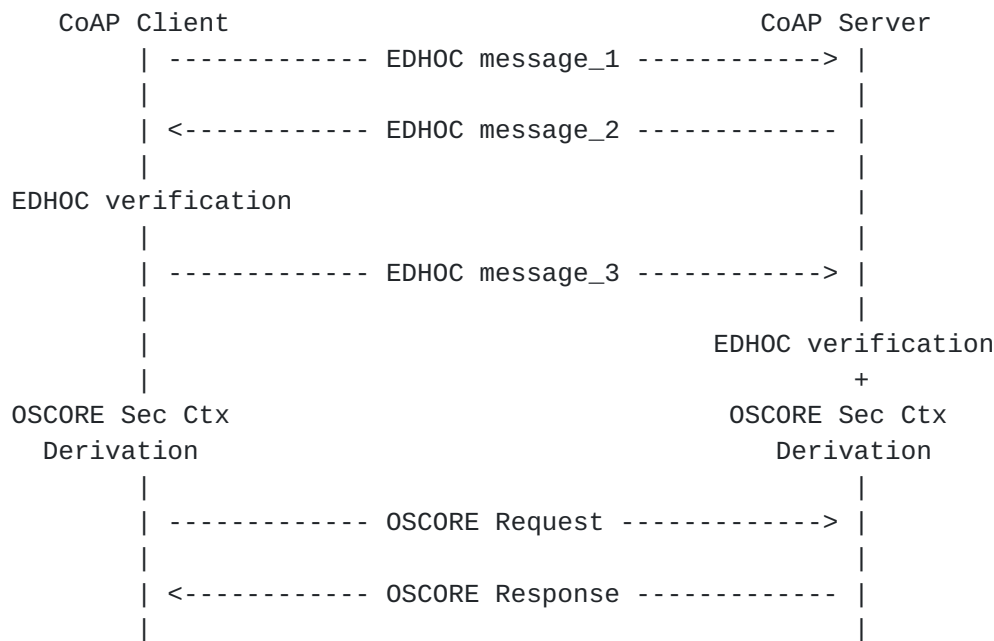 CoAP Client                                  CoAP Server
| ------------- EDHOC message_1 ------------> |
|                                             |
| <------------ EDHOC message_2 ------------- |
|                                             |
EDHOC verification                            |
|                                             |
| ------------- EDHOC message_3 ------------> |
|                                             |
|                                    EDHOC verification
|                                             +
OSCORE Sec Ctx                        OSCORE Sec Ctx
Derivation                              Derivation
|                                             |
| ------------- OSCORE Request -------------> |
|                                             |
| <------------ OSCORE Response ------------- |
|                                             |